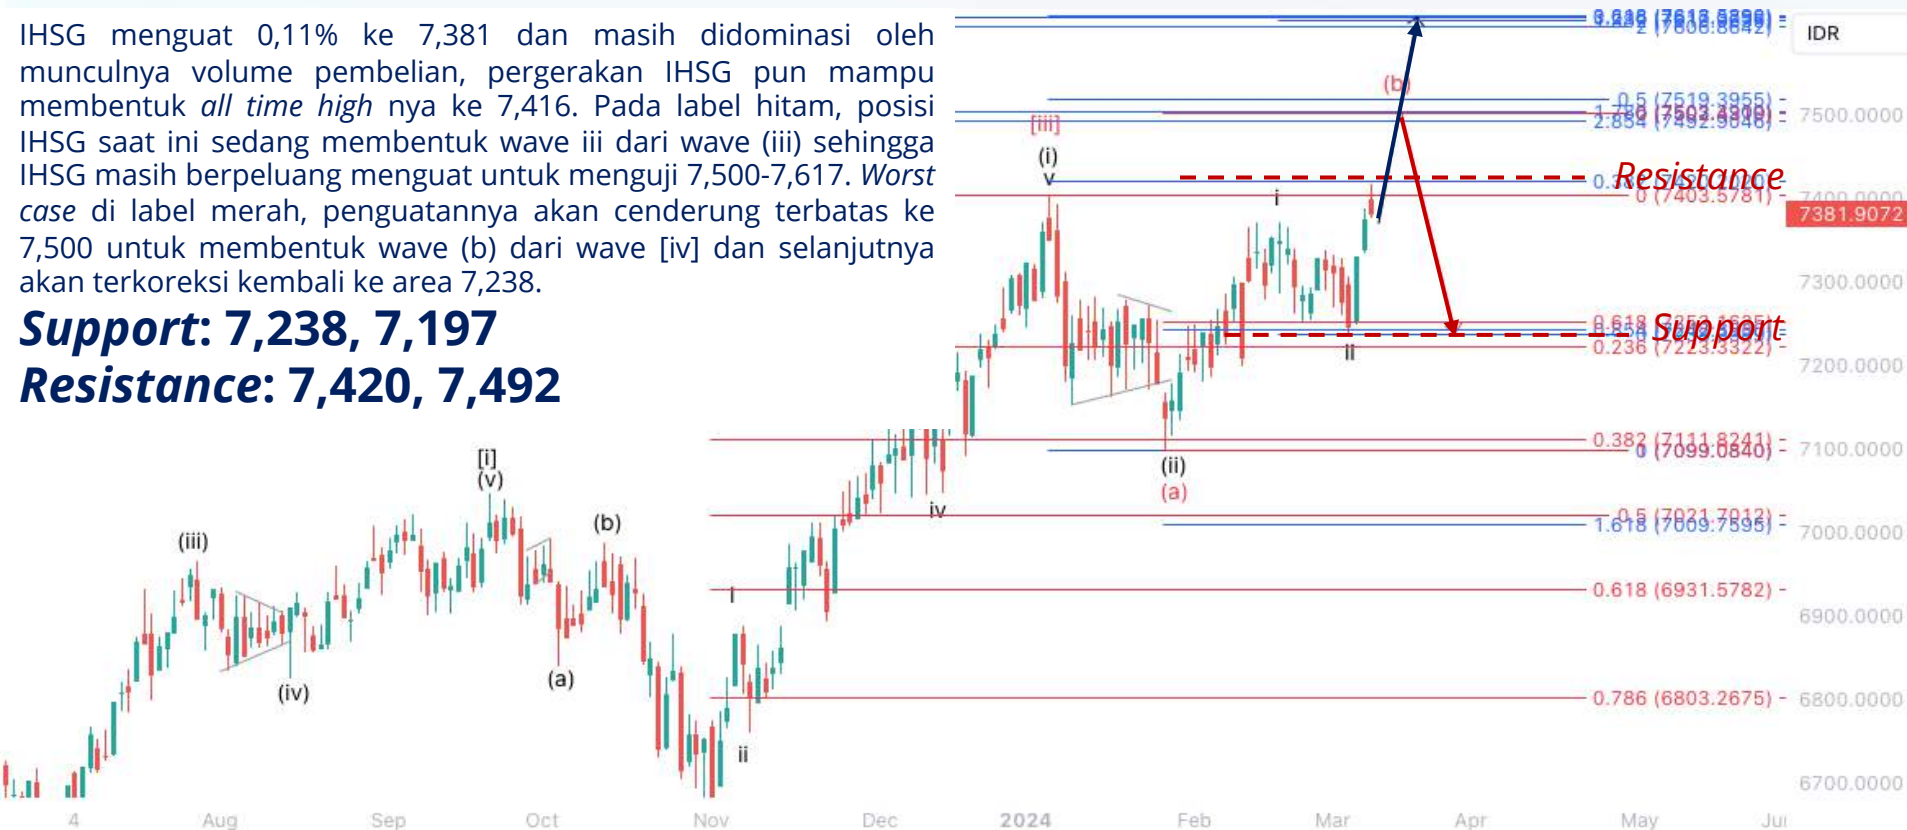 IHSG menguat 0,11% ke 7,381 dan masih didominasi oleh
munculnya volume pembelian, pergerakan IHSG pun mampu
membentuk all time high nya ke 7,416. Pada label hitam, posisi
IHSG saat ini sedang membentuk wave iii dari wave (iii) sehingga
IHSG masih berpeluang menguat untuk menguji 7,500-7,617. Worst
case di label merah, penguatannya akan cenderung terbatas ke
7,500 untuk membentuk wave (b) dari wave [iv] dan selanjutnya
akan terkoreksi kembali ke area 7,238.
Support: 7,238, 7,197
Resistance: 7,420, 7,492
IDR
2 (7606.8642)
(b)
0.5 (7519.3955)
7500.0000
2.854 (7492.9046)
[iii]
(i)
v
Resistance
i
0 (7403.5781)
7400.0000
7381.9072
7300.0000
Support
0.236 (7223.3322)
ii
7200.0000
0.382 (7111.8241)
(7099.0840)
7100.0000
(ii)
(a)
iv
[i]
(v)
(iii)
(b)
0.5 (7021.7012)
1.618 (7009.7595)
7000.0000
i
0.618 (6931.5782)
6900.0000
(iv)
(a)
0.786 (6803.2675)
6800.0000
ii
6700.0000
4 Aug Sep Oct Nov Dec 2024 Feb Mar Apr May